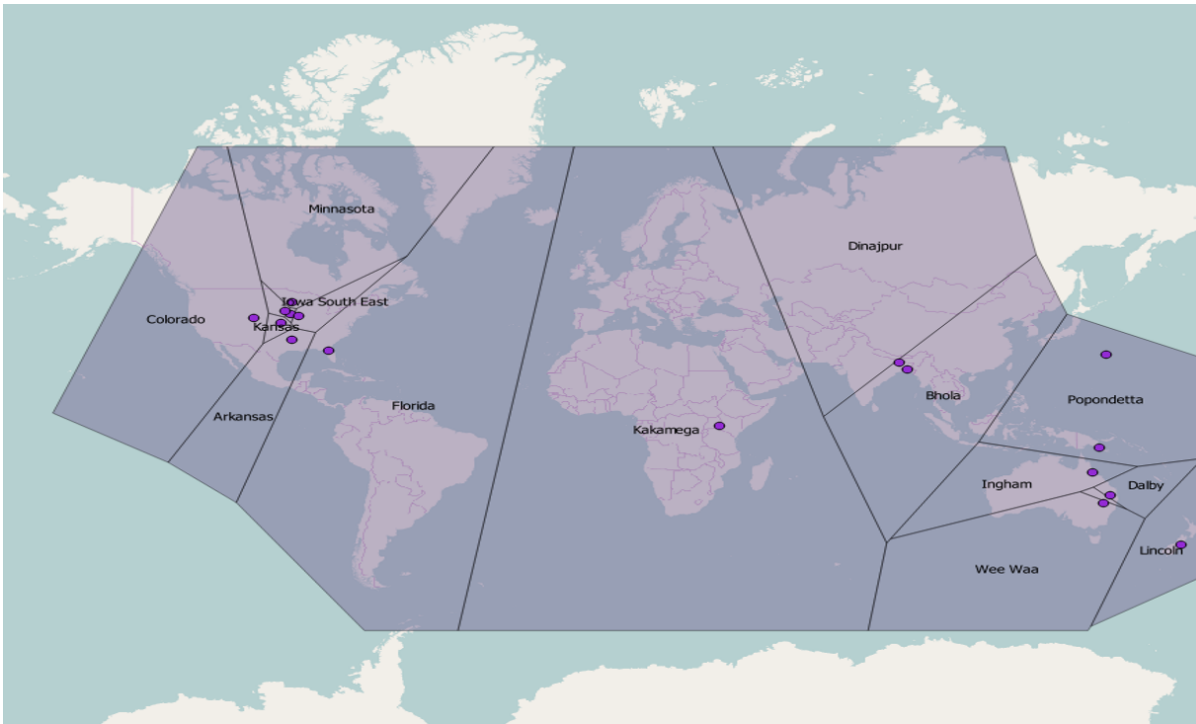 Minnasota
Dinajpur
Iowa South East
Colorado
Kansas
Bhola
Popondetta
Florida
Arkansas
Kakamega
Ingham
Dalby
Lincoln
Wee Waa